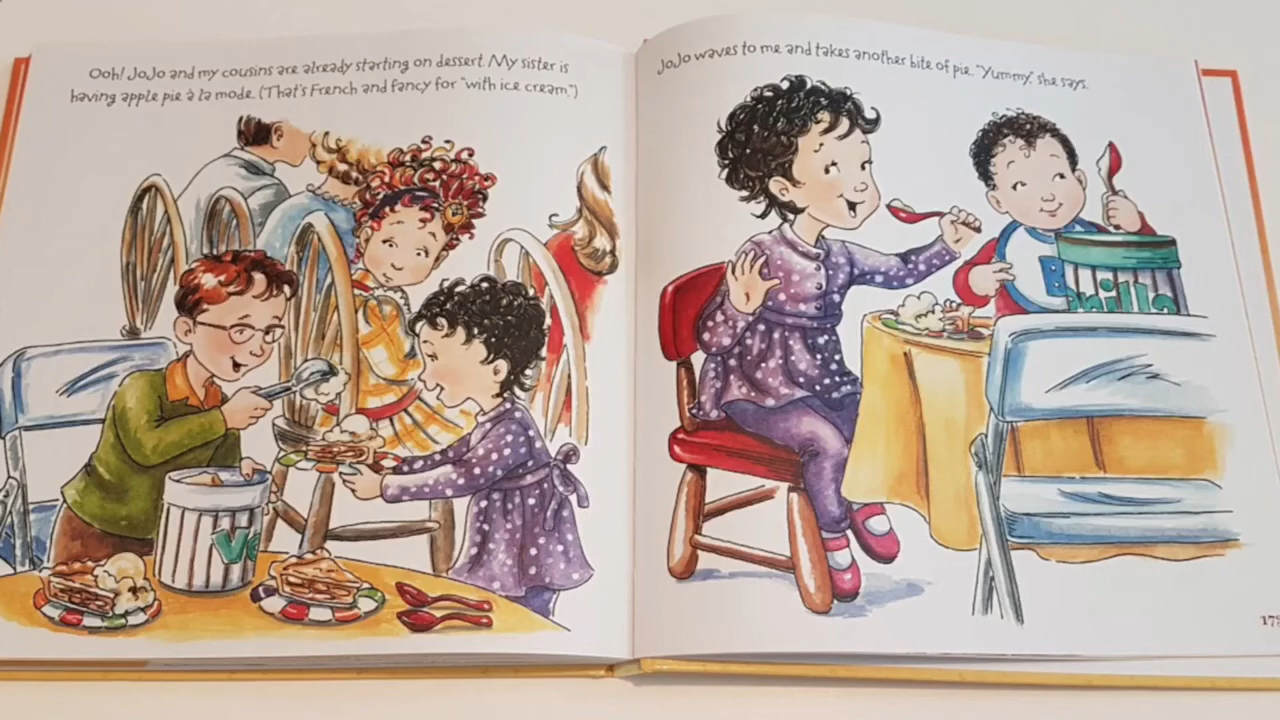 Ooh! JoJo and my cousins are already starting on dessert. My sister is
having apple pie à la mode. (That's French and fancy for "with ice cream.")
JoJo waves to me and takes another bite of pie. "Yummy," she says.